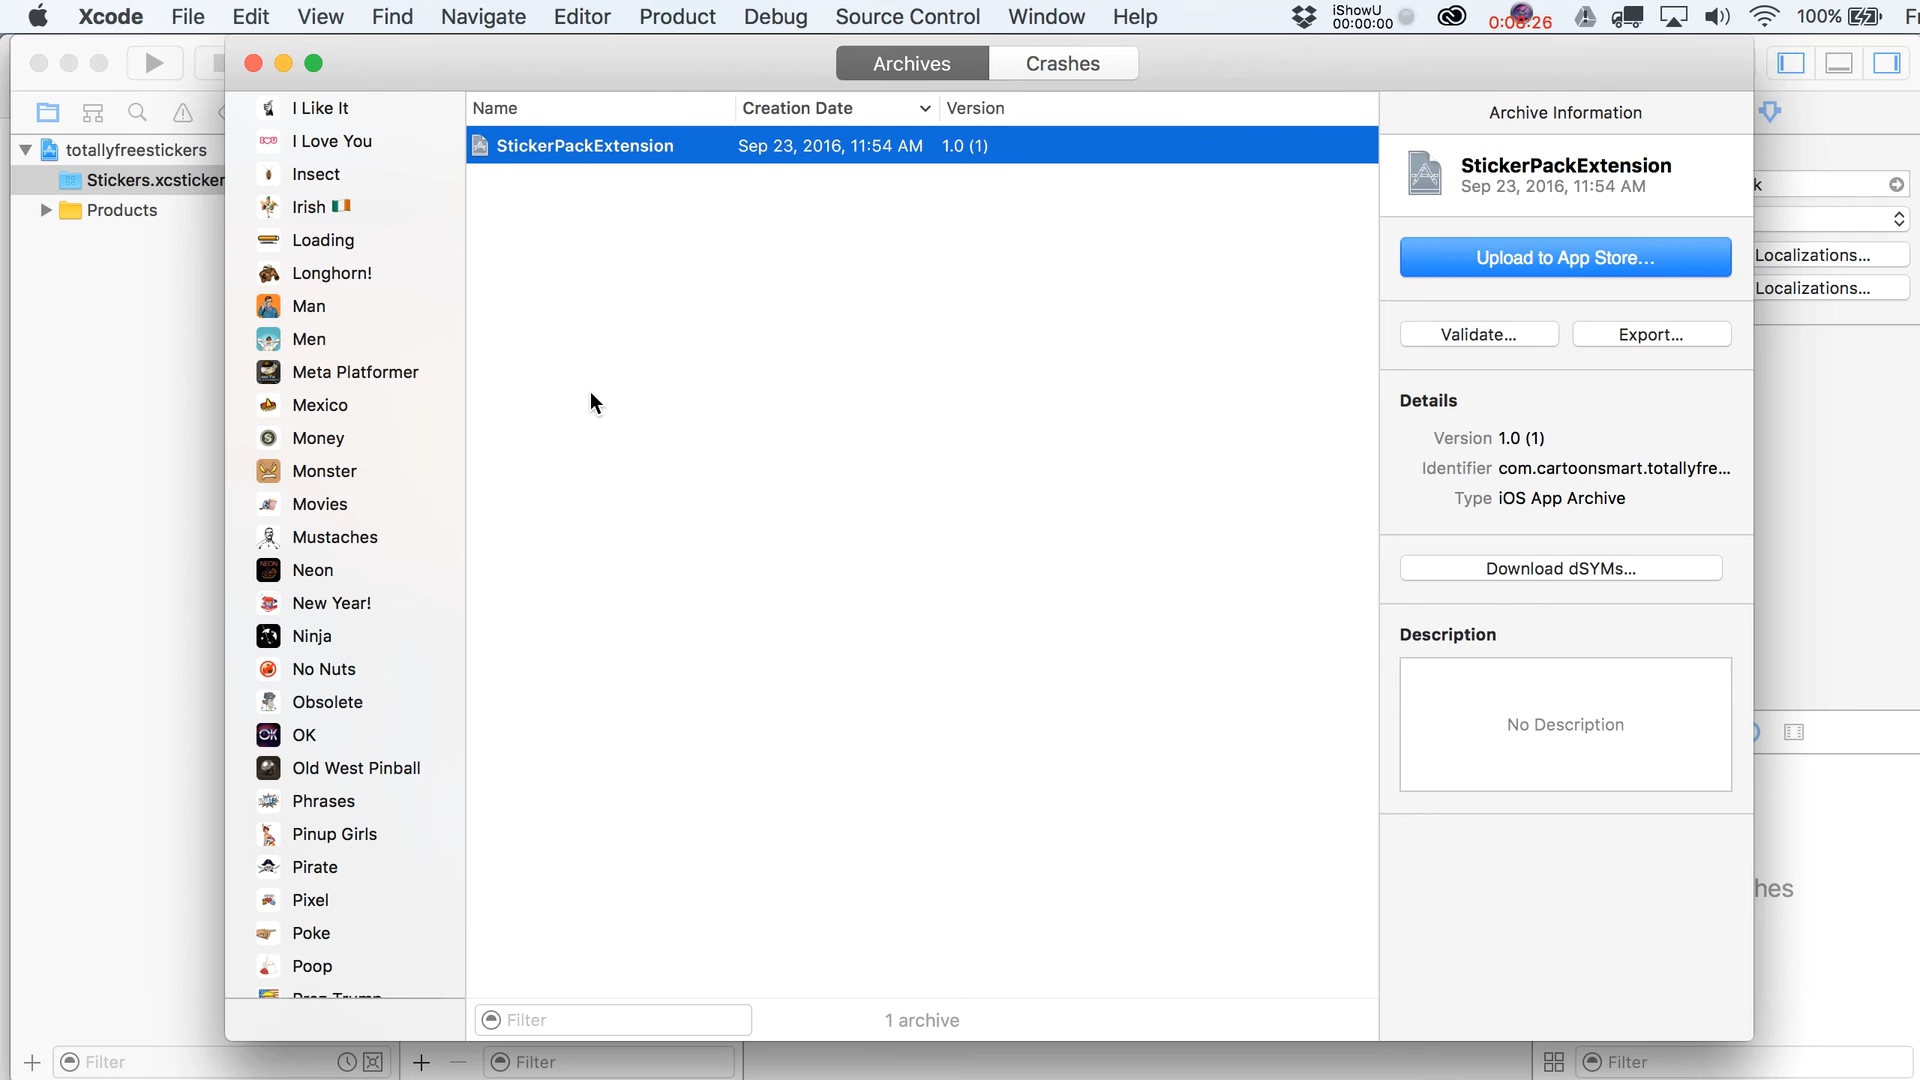 Xcode File Edit View Find Navigate Editor Product Debug Source Control Window Help iShowU 00:00:00 0:08:26 100%
Archives Crashes
totallyfreestickers
Stickers.xcsticker
Products
I Like It
I Love You
Insect
Irish
Loading
Longhorn!
Man
Men
Meta Platformer
Mexico
Money
Monster
Movies
Mustaches
Neon
New Year!
Ninja
No Nuts
Obsolete
OK
Old West Pinball
Phrases
Pinup Girls
Pirate
Pixel
Poke
Poop
Name Creation Date Version
StickerPackExtension Sep 23, 2016, 11:54 AM 1.0 (1)
Filter
1 archive
Archive Information
StickerPackExtension
Sep 23, 2016, 11:54 AM
Upload to App Store...
Validate... Export...
Details
Version 1.0 (1)
Identifier com.cartoonsmart.totallyfre...
Type iOS App Archive
Download dSYMs...
Description
No Description
k
Localizations...
Localizations...
hes
Filter
Filter
Filter